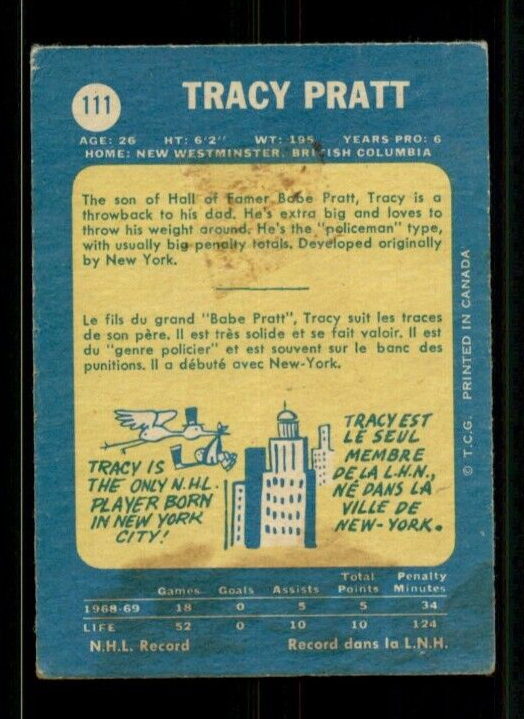 111
TRACY PRATT
AGE: 26 HT: 6'2" WT: 195 YEARS PRO: 6
HOME: NEW WESTMINSTER, BRITISH COLUMBIA
The son of Hall of Famer Babe Pratt, Tracy is a
throwback to his dad. He's extra big and loves to
throw his weight around. He's the "policeman" type,
with usually big penalty totals. Developed originally
by New York.
Le fils du grand "Babe Pratt", Tracy suit les traces
de son père. Il est très solide et se fait valoir. Il est
du "genre policier" et est souvent sur le banc des
punitions. Il a débuté avec New-York.
TRACY IS
THE ONLY N.H.L.
PLAYER BORN
IN NEW YORK
CITY!
TRACY EST
LE SEUL
MEMBRE
DE LA L.H.N.,
NÉ DANS LA
VILLE DE
NEW-YORK.
© T.C.G. PRINTED IN CANADA
Games Goals Assists Total Points Penalty Minutes
1968-69 18 0 5 5 34
LIFE 52 0 10 10 124
N.H.L. Record Record dans la L.N.H.